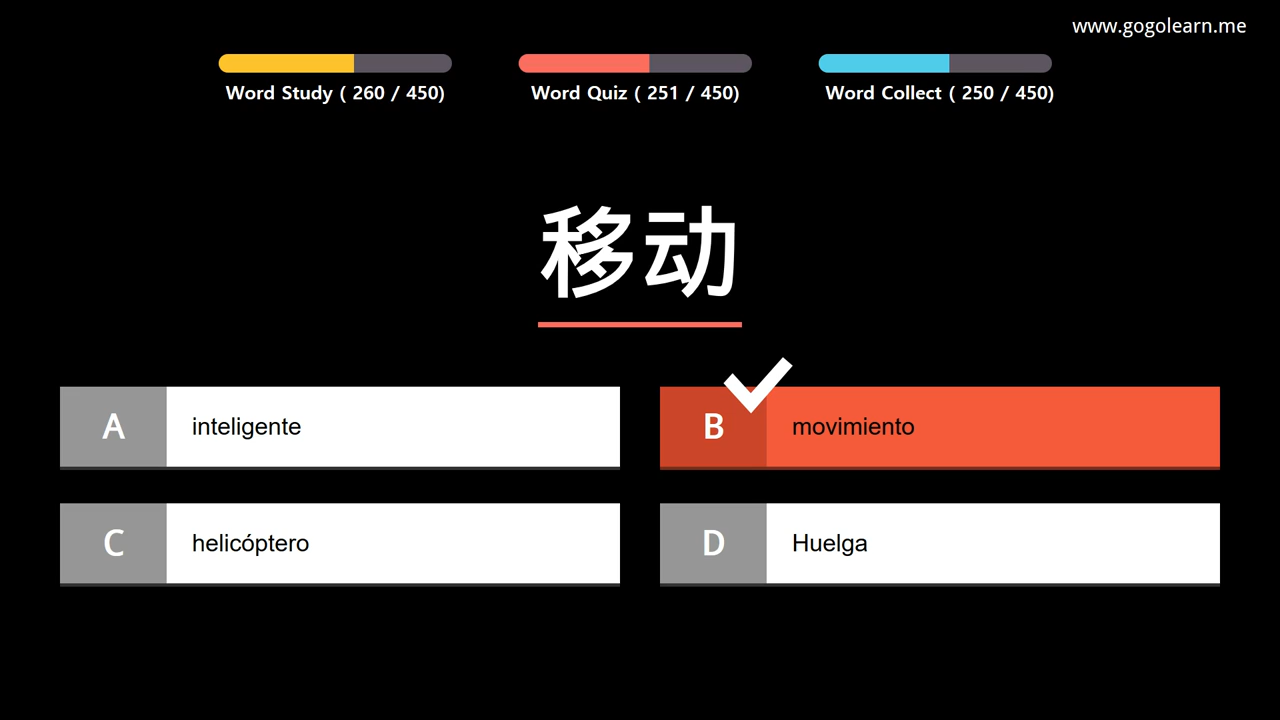 www.gogolearn.me
Word Study ( 260 / 450)
Word Quiz ( 251 / 450)
Word Collect ( 250 / 450)
移动
A inteligente
B movimiento
C helicóptero
D Huelga